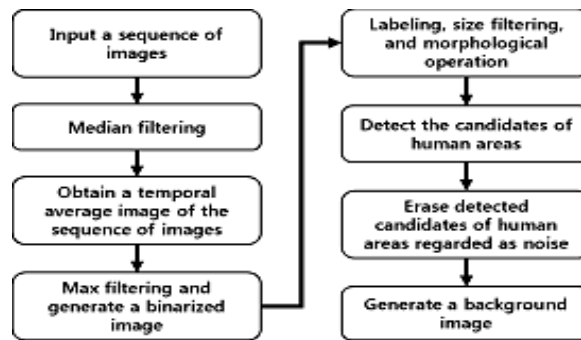 Input a sequence of
images
Median filtering
Obtain a temporal
average image of the
sequence of images
Max filtering and
generate a binarized
image
Labeling, size filtering,
and morphological
operation
Detect the candidates of
human areas
Erase detected
candidates of human
areas regarded as noise
Generate a background
image